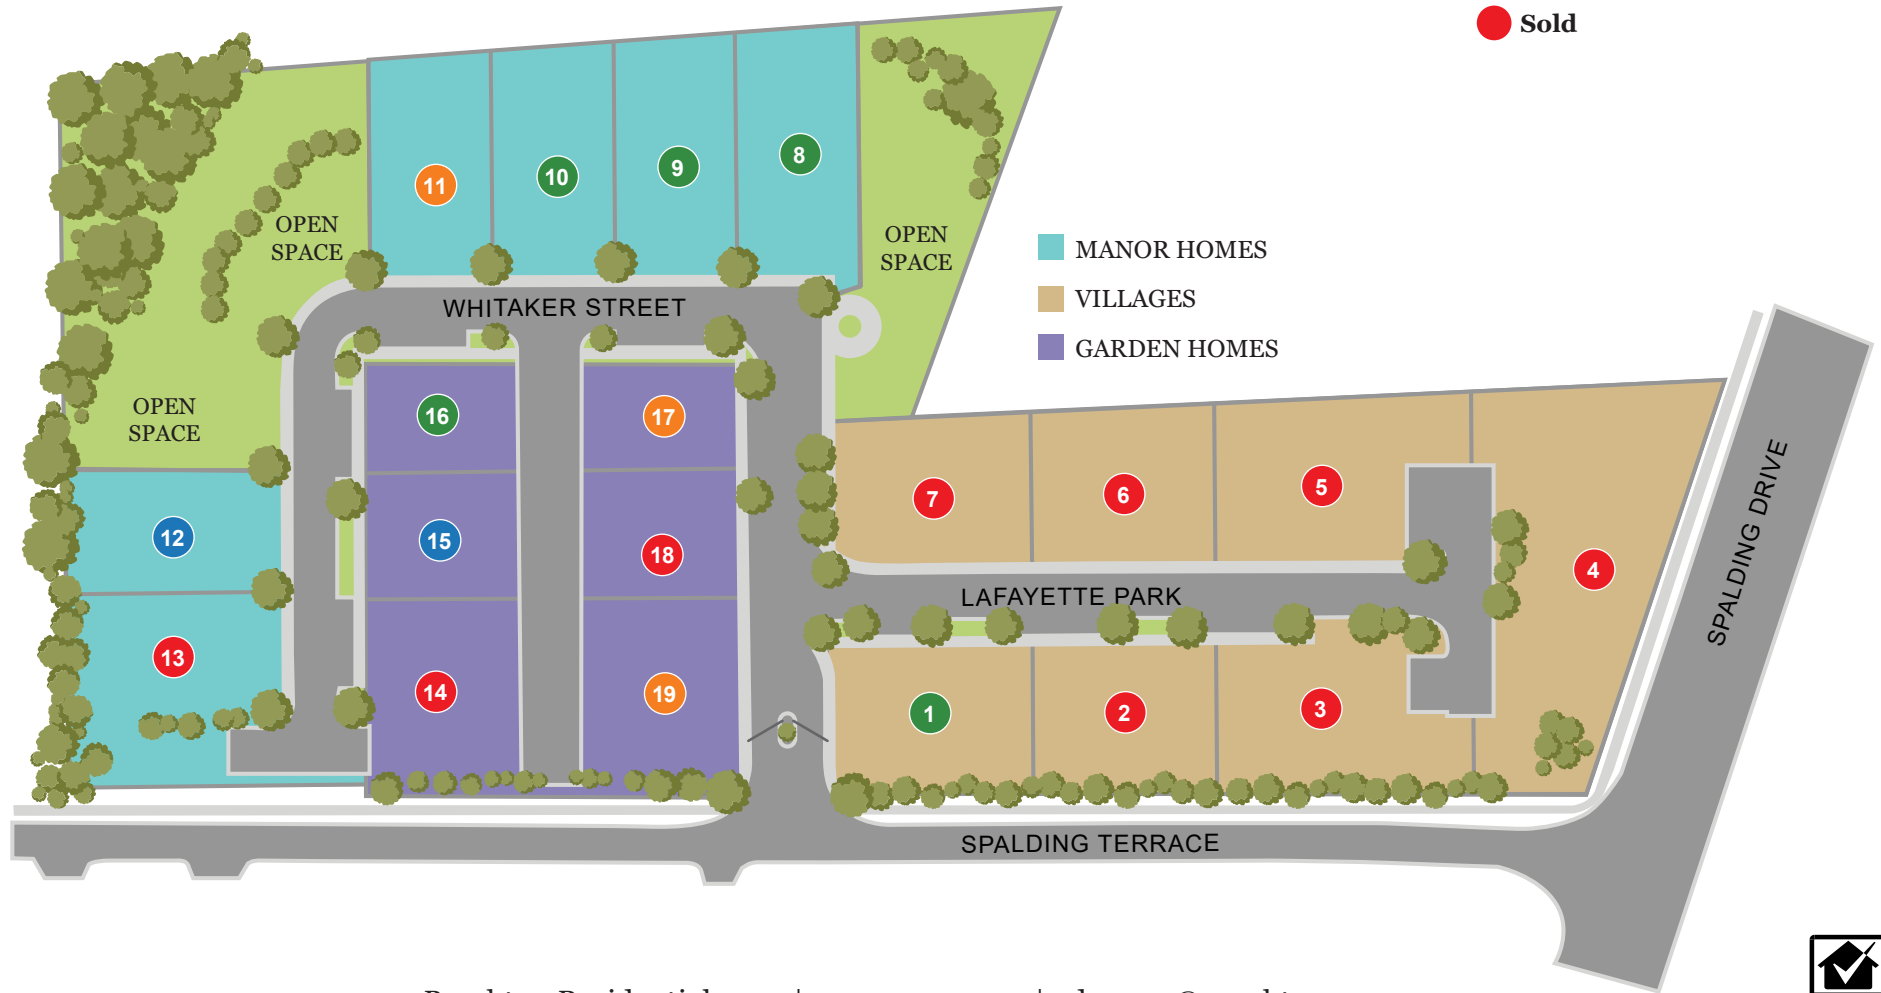 Sold
11
10
9
8
OPEN
SPACE
OPEN
SPACE
MANOR HOMES
VILLAGES
GARDEN HOMES
WHITAKER STREET
OPEN
SPACE
16
17
7
6
5
12
15
18
4
SPALDING DRIVE
LAFAYETTE PARK
13
14
19
1
2
3
SPALDING TERRACE